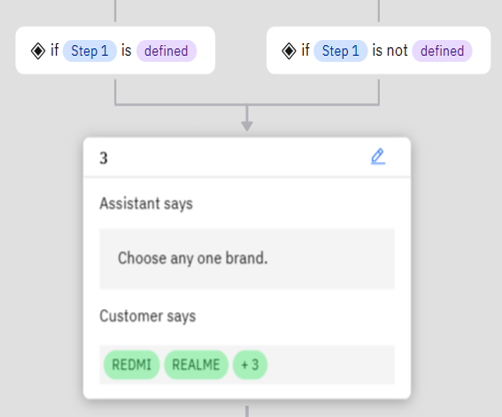 if Step 1 is defined
if Step 1 is not defined
3
Assistant says
Choose any one brand.
Customer says
REDMI REALME + 3